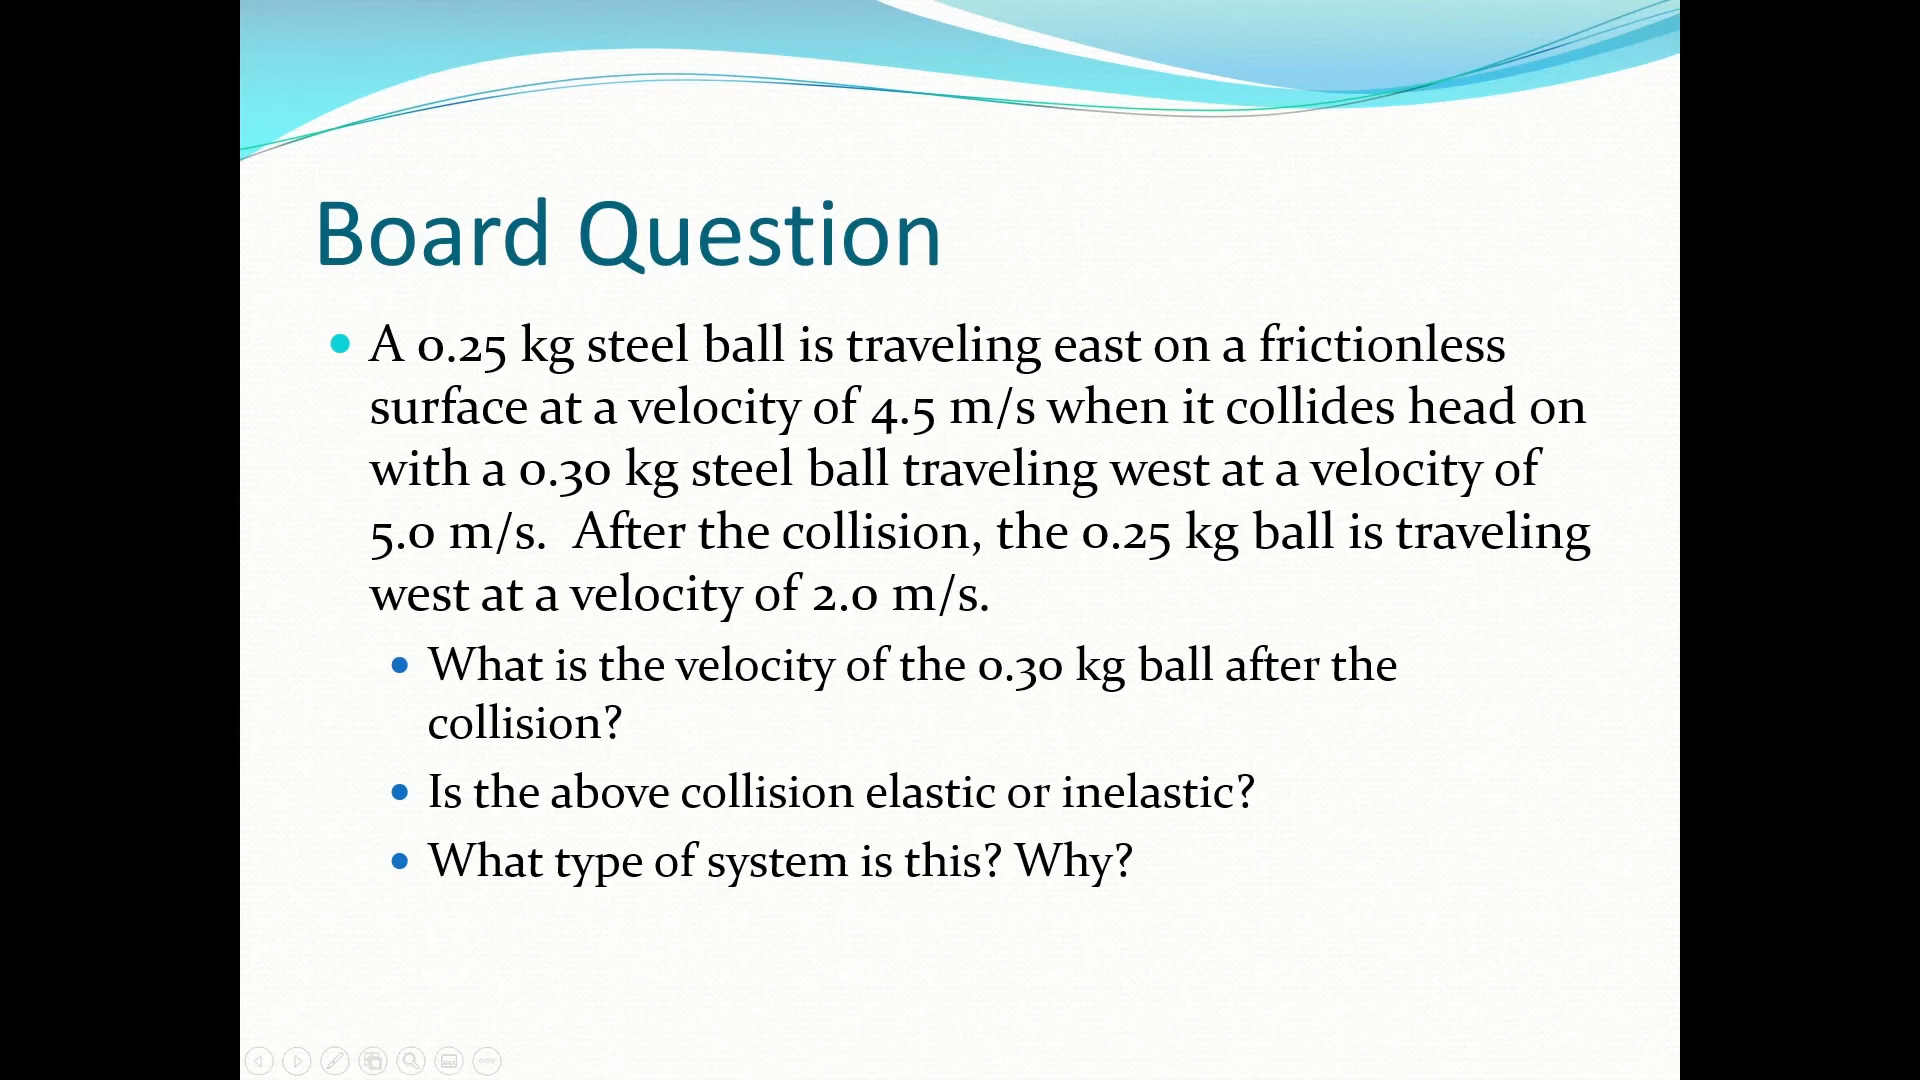 Board Question
A 0.25 kg steel ball is traveling east on a frictionless
surface at a velocity of 4.5 m/s when it collides head on
with a 0.30 kg steel ball traveling west at a velocity of
5.0 m/s.  After the collision, the 0.25 kg ball is traveling
west at a velocity of 2.0 m/s.
What is the velocity of the 0.30 kg ball after the
collision?
Is the above collision elastic or inelastic?
What type of system is this? Why?